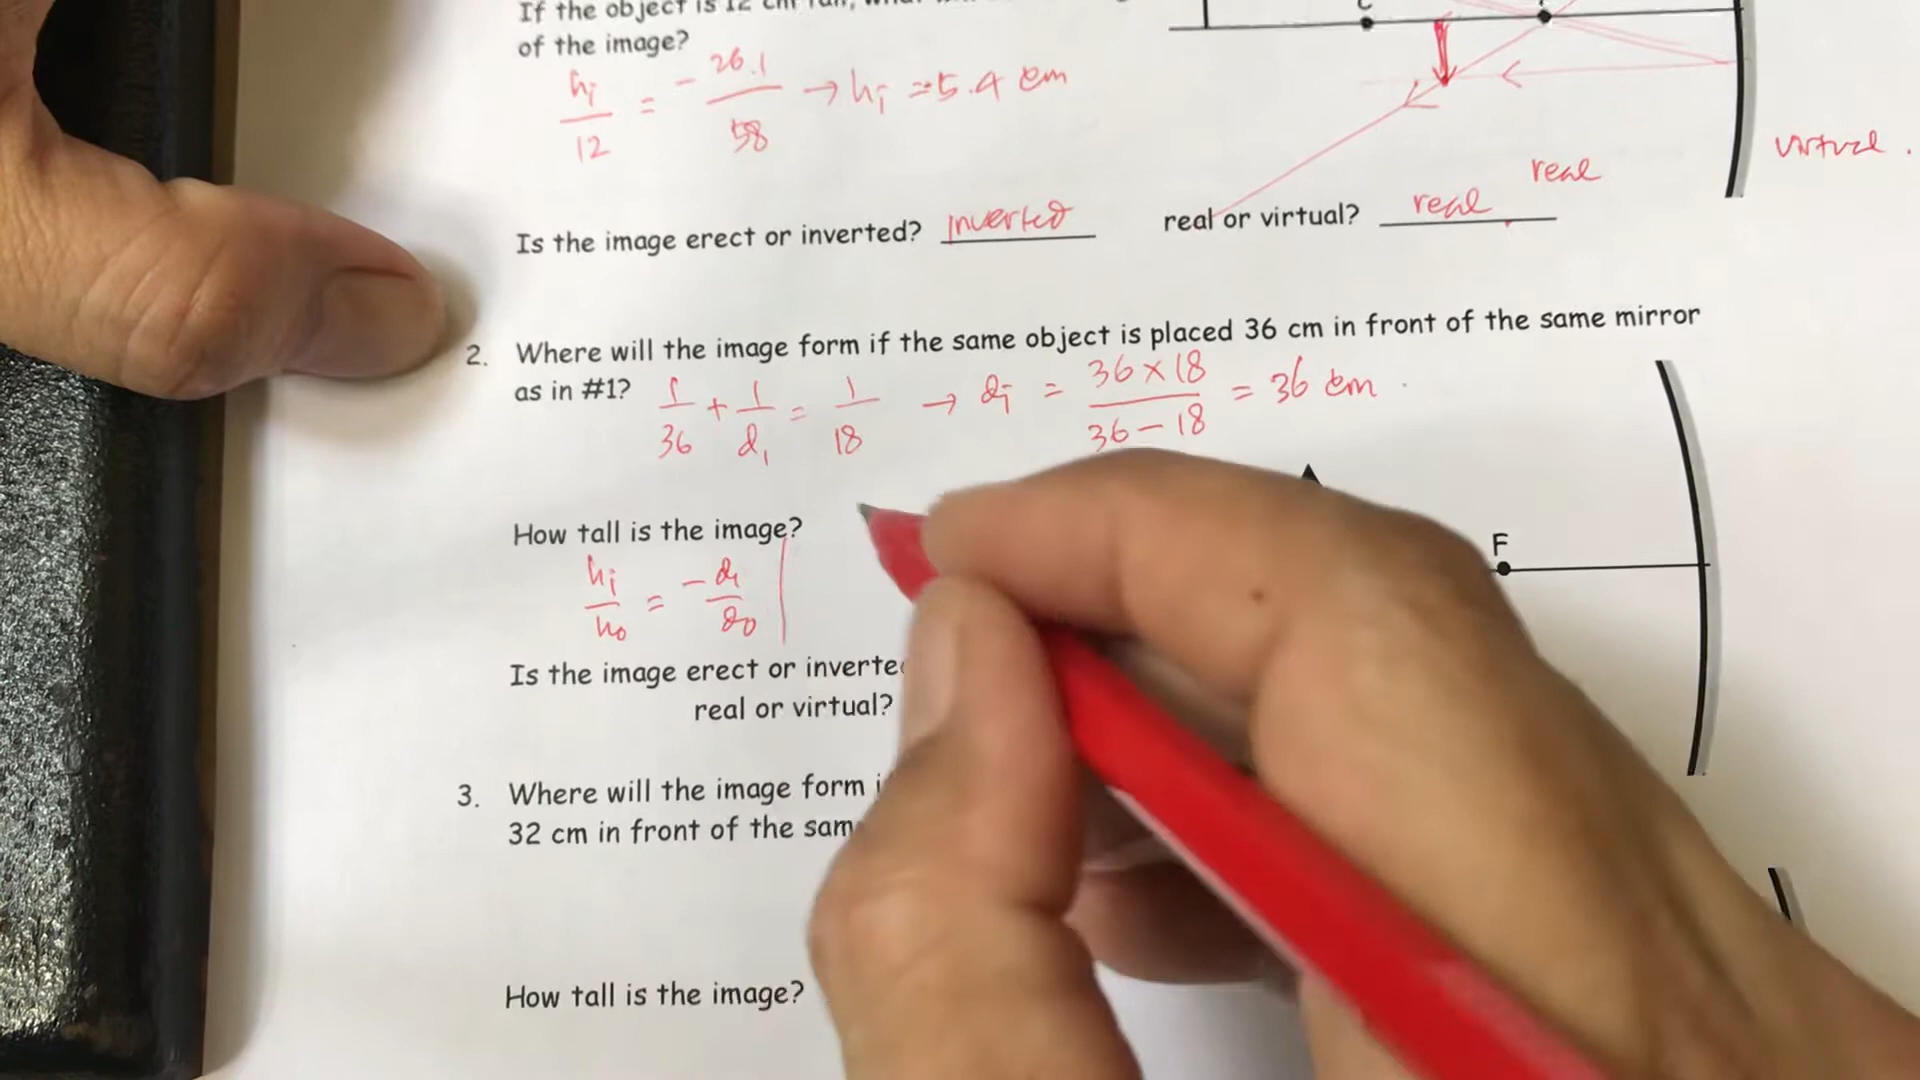 If the object is 12 cm tall,
of the image?
hi/12 = - 26.1/58 → hi = 5.4 cm
C
virtual.
real
Is the image erect or inverted? inverted real or virtual? real
2. Where will the image form if the same object is placed 36 cm in front of the same mirror
as in #1? 1/36 + 1/di = 1/18 → di = 36 × 18 / 36 - 18 = 36 cm
How tall is the image?
F
hi/ho = -di/do
Is the image erect or inverte
real or virtual?
3. Where will the image form i
32 cm in front of the sam
How tall is the image?